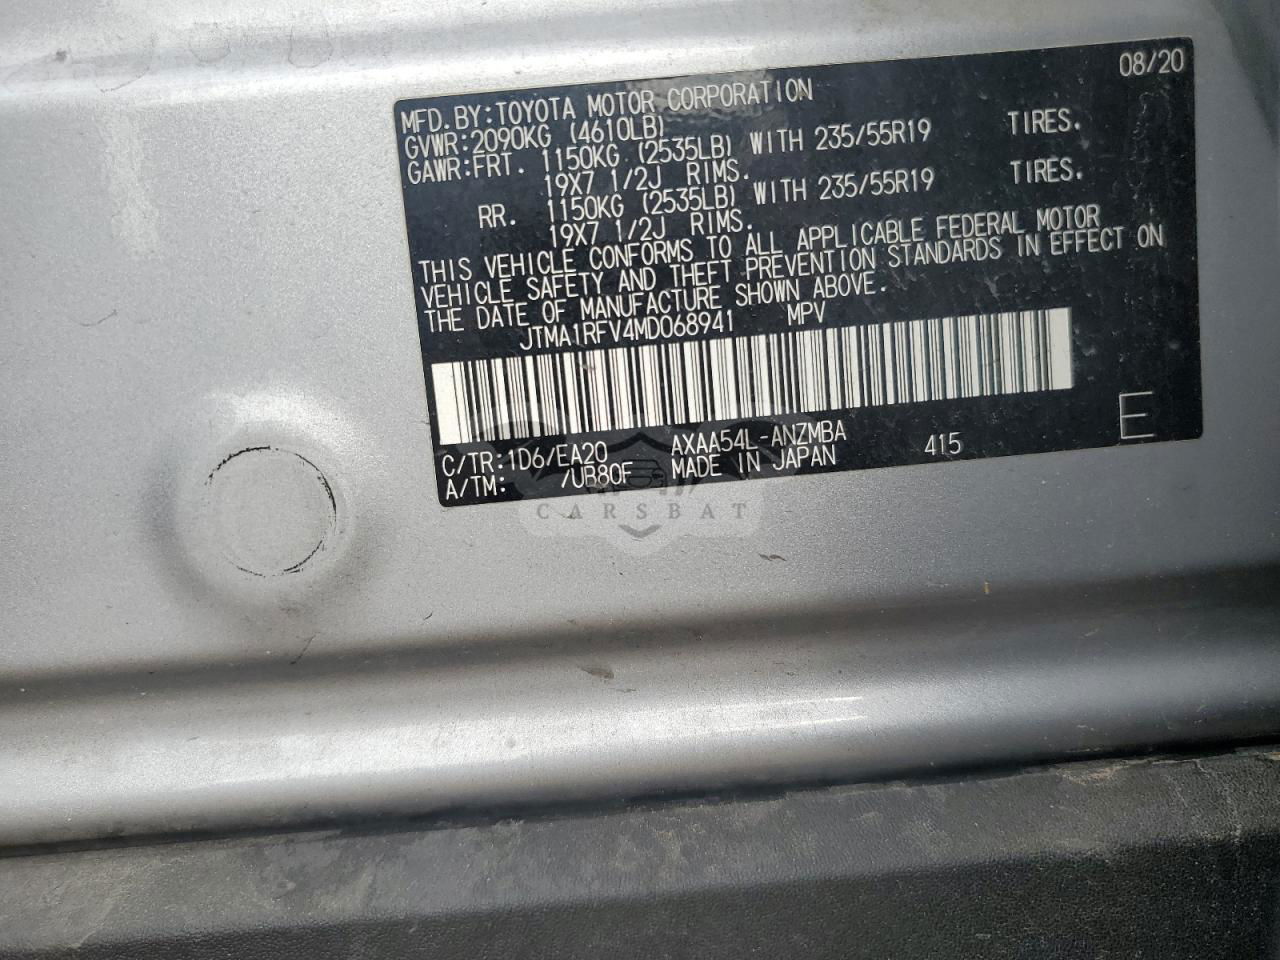 08/20
MFD.BY:TOYOTA MOTOR CORPORATION
GVWR:2090KG (4610LB)
GAWR:FRT. 1150KG (2535LB) WITH 235/55R19 TIRES.
19X7 1/2J RIMS.
RR. 1150KG (2535LB) WITH 235/55R19 TIRES.
19X7 1/2J RIMS.
THIS VEHICLE CONFORMS TO ALL APPLICABLE FEDERAL MOTOR
VEHICLE SAFETY AND THEFT PREVENTION STANDARDS IN EFFECT ON
THE DATE OF MANUFACTURE SHOWN ABOVE.
JTMA1RFV4MD068941 MPV
C/TR:1D6/EA20 AXAA54L-ANZMBA
A/TM: /UB80F MADE IN JAPAN 415
E
CARSBAT